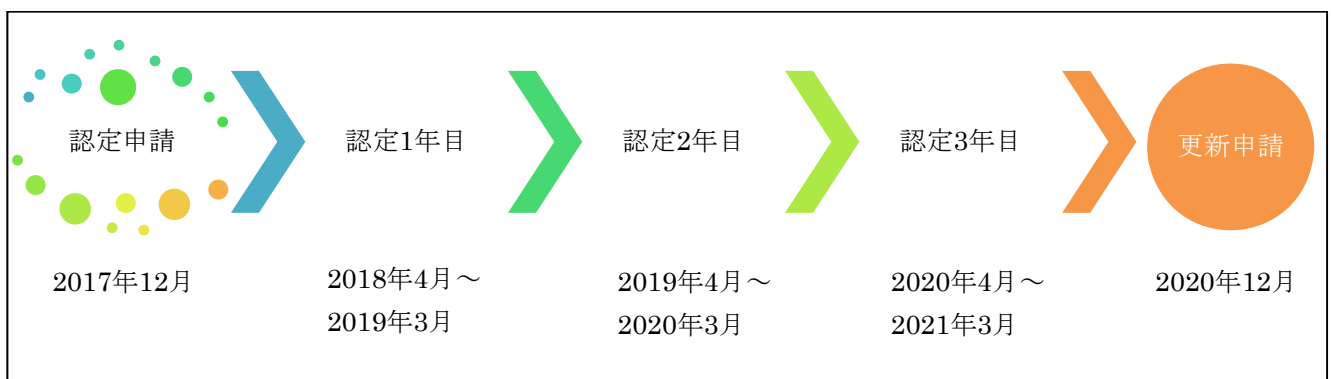 認定申請
認定1年目
認定2年目
認定3年目
更新申請
2017年12月
2018年4月～
2019年3月
2019年4月～
2020年3月
2020年4月～
2021年3月
2020年12月